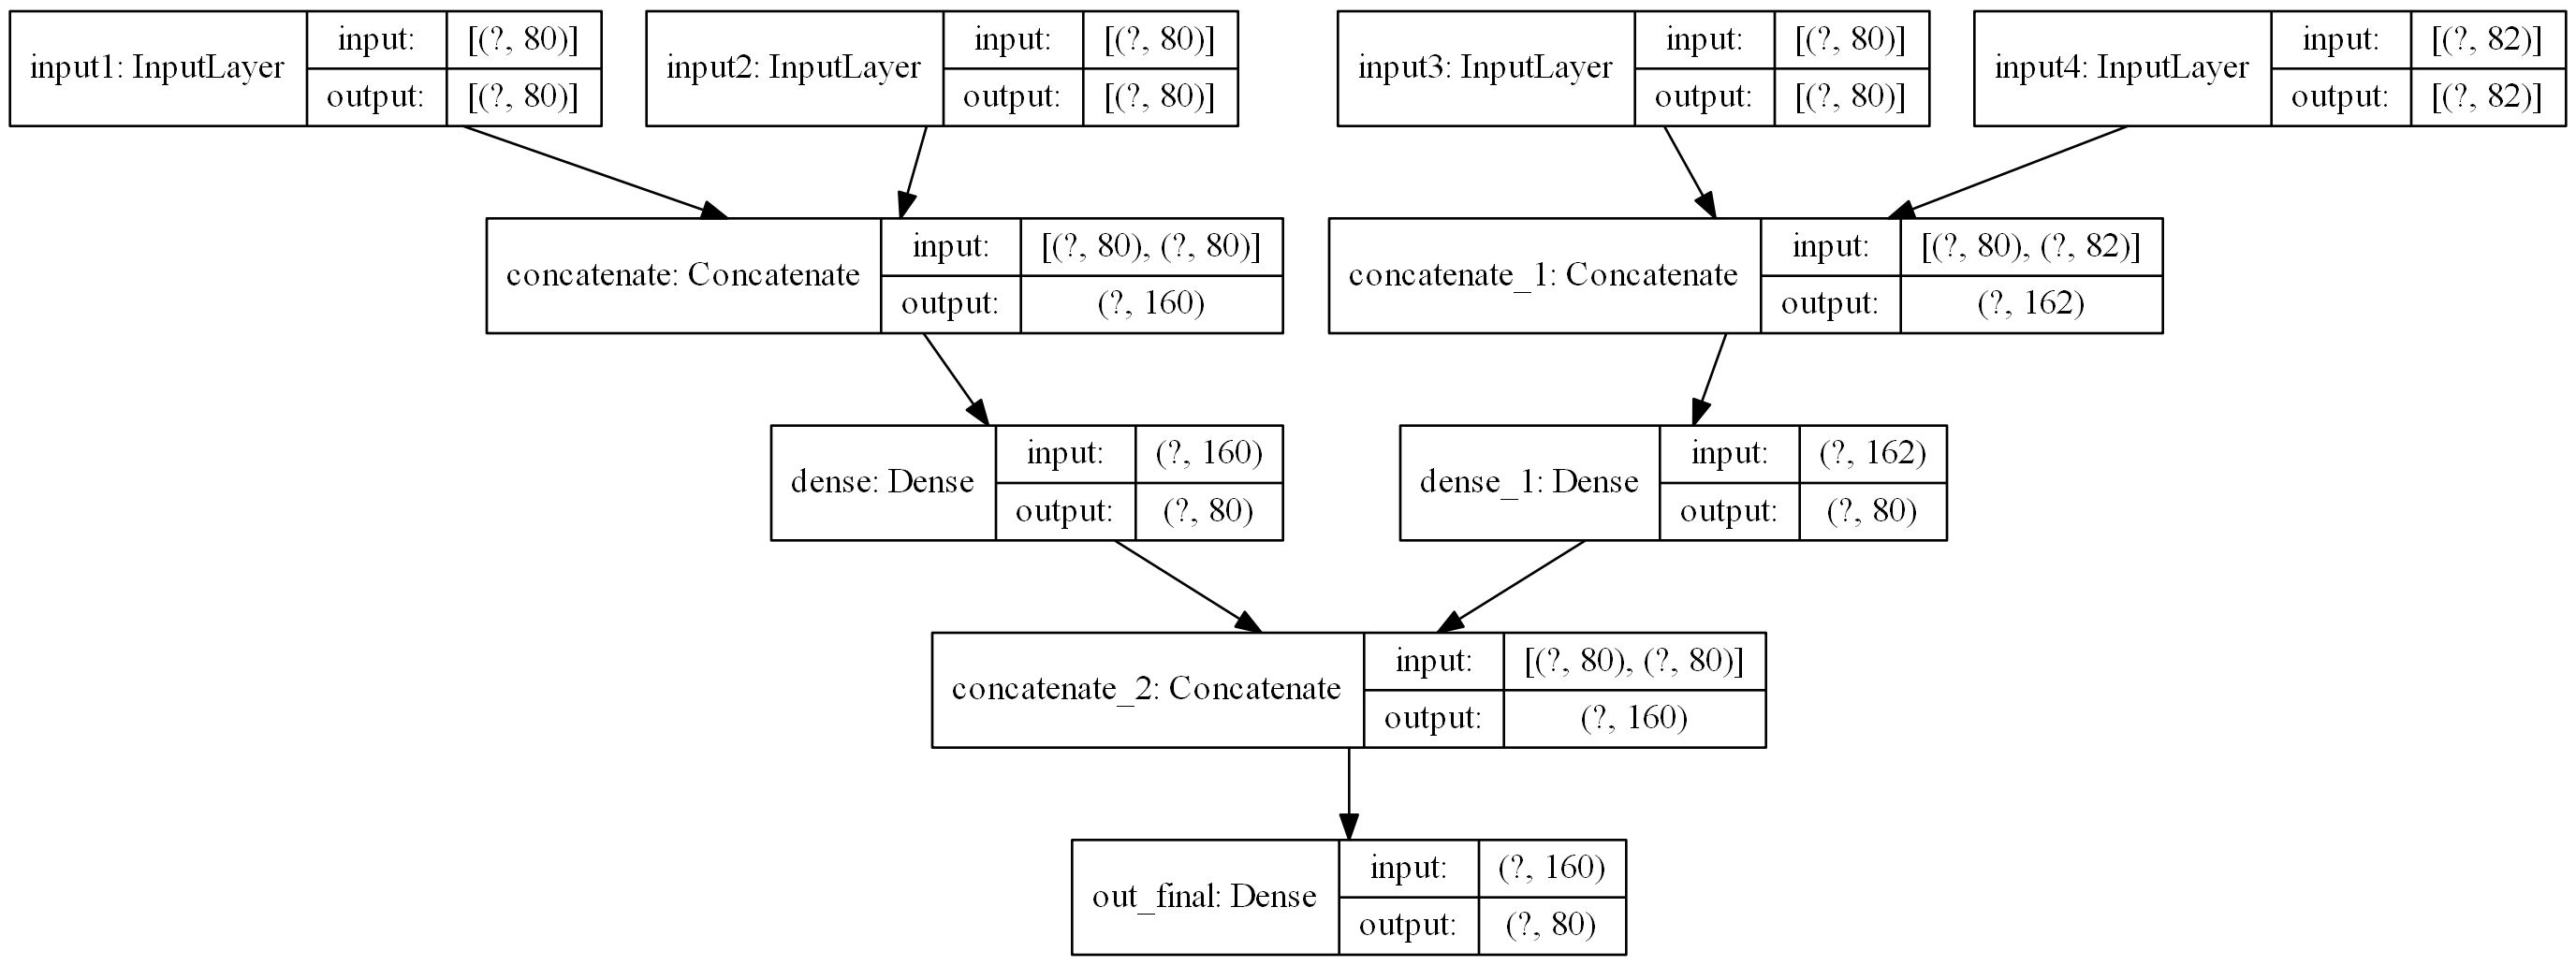 input1: InputLayer
input:
[(?, 80)]
output:
[(?, 80)]
input2: InputLayer
input:
[(?, 80)]
output:
[(?, 80)]
input3: InputLayer
input:
[(?, 80)]
output:
[(?, 80)]
input4: InputLayer
input:
[(?, 82)]
output:
[(?, 82)]
concatenate: Concatenate
input:
[(?, 80), (?, 80)]
output:
(?, 160)
concatenate_1: Concatenate
input:
[(?, 80), (?, 82)]
output:
(?, 162)
dense: Dense
input:
(?, 160)
output:
(?, 80)
dense_1: Dense
input:
(?, 162)
output:
(?, 80)
concatenate_2: Concatenate
input:
[(?, 80), (?, 80)]
output:
(?, 160)
out_final: Dense
input:
(?, 160)
output:
(?, 80)